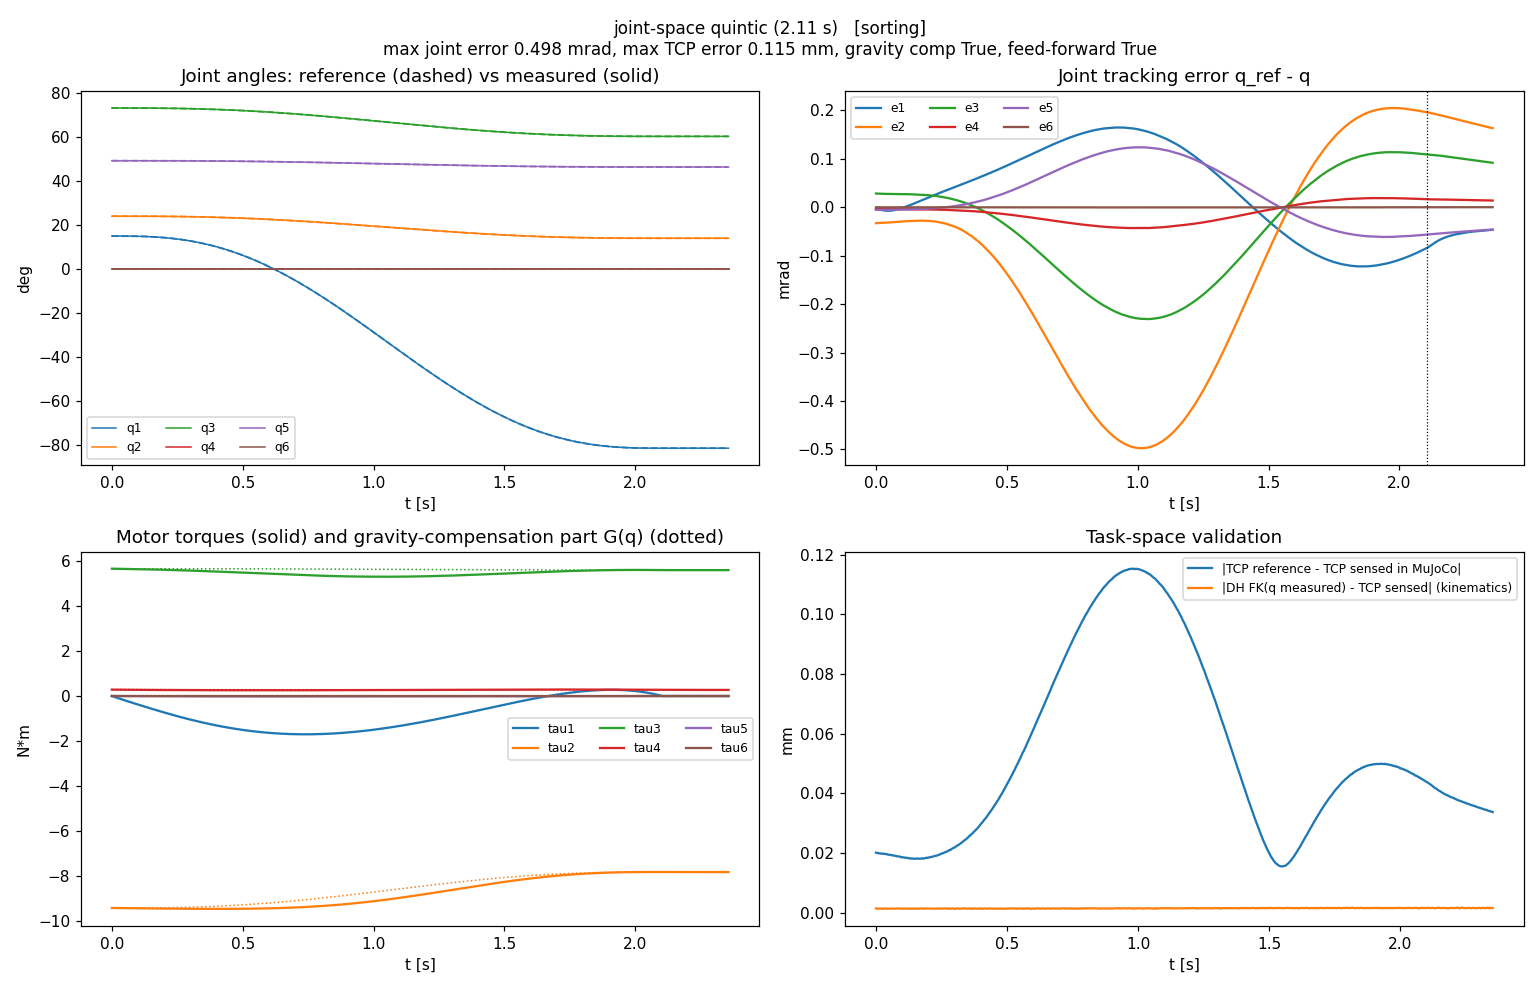 joint-space quintic (2.11 s)   [sorting]
max joint error 0.498 mrad, max TCP error 0.115 mm, gravity comp True, feed-forward True
Joint angles: reference (dashed) vs measured (solid)
80
60
40
20
0
−20
−40
−60
−80
deg
q1 q3 q5
q2 q4 q6
0.0 0.5 1.0 1.5 2.0
t [s]
Joint tracking error q_ref - q
e1 e3 e5
e2 e4 e6
0.2
0.1
0.0
−0.1
−0.2
−0.3
−0.4
−0.5
mrad
0.0 0.5 1.0 1.5 2.0
t [s]
Motor torques (solid) and gravity-compensation part G(q) (dotted)
6
4
2
0
−2
−4
−6
−8
−10
N*m
tau1 tau3 tau5
tau2 tau4 tau6
0.0 0.5 1.0 1.5 2.0
t [s]
Task-space validation
|TCP reference - TCP sensed in MuJoCo|
|DH FK(q measured) - TCP sensed| (kinematics)
0.12
0.10
0.08
0.06
0.04
0.02
0.00
mm
0.0 0.5 1.0 1.5 2.0
t [s]